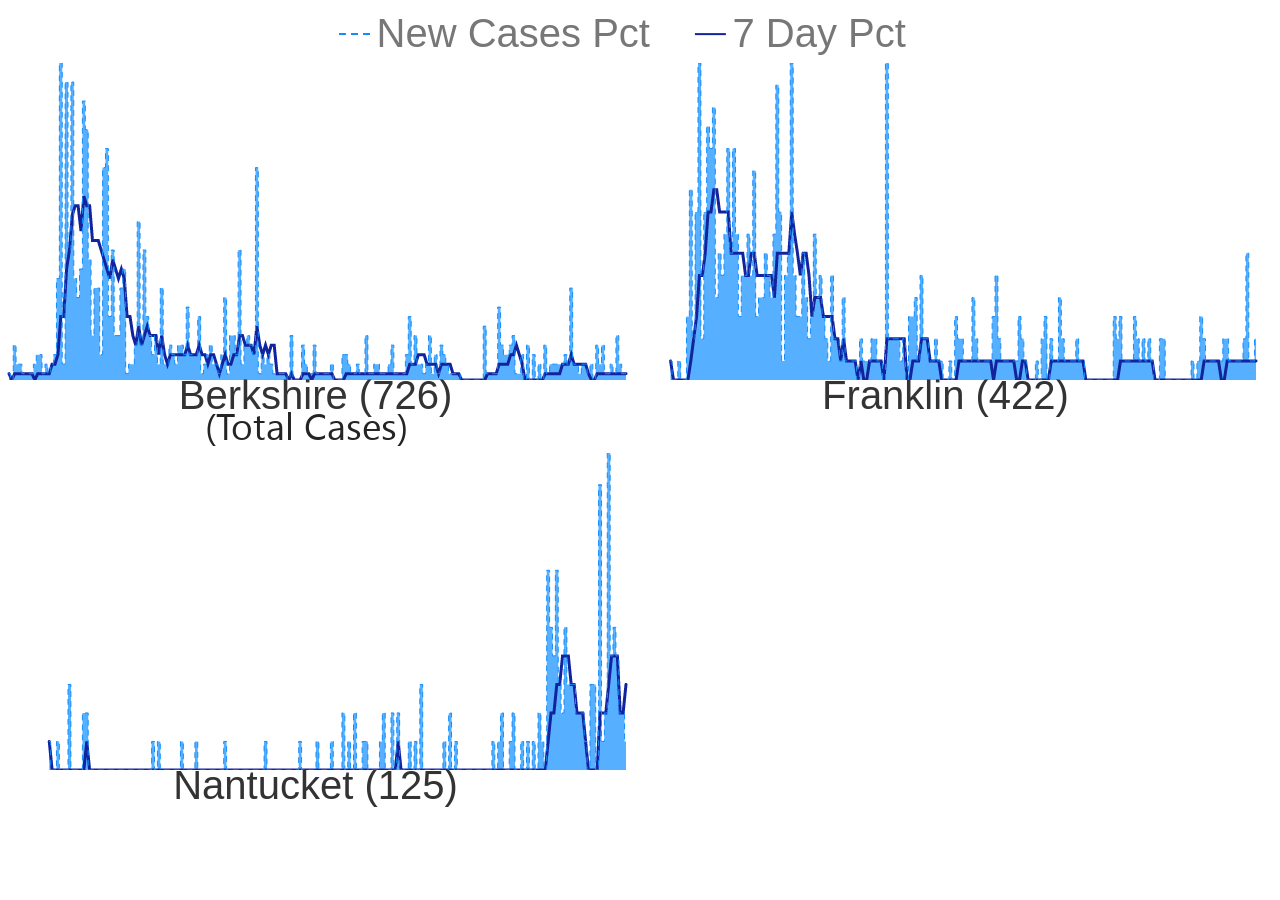 New Cases Pct 7 Day Pct
Berkshire (726) Franklin (422)
(Total Cases)
Nantucket (125)